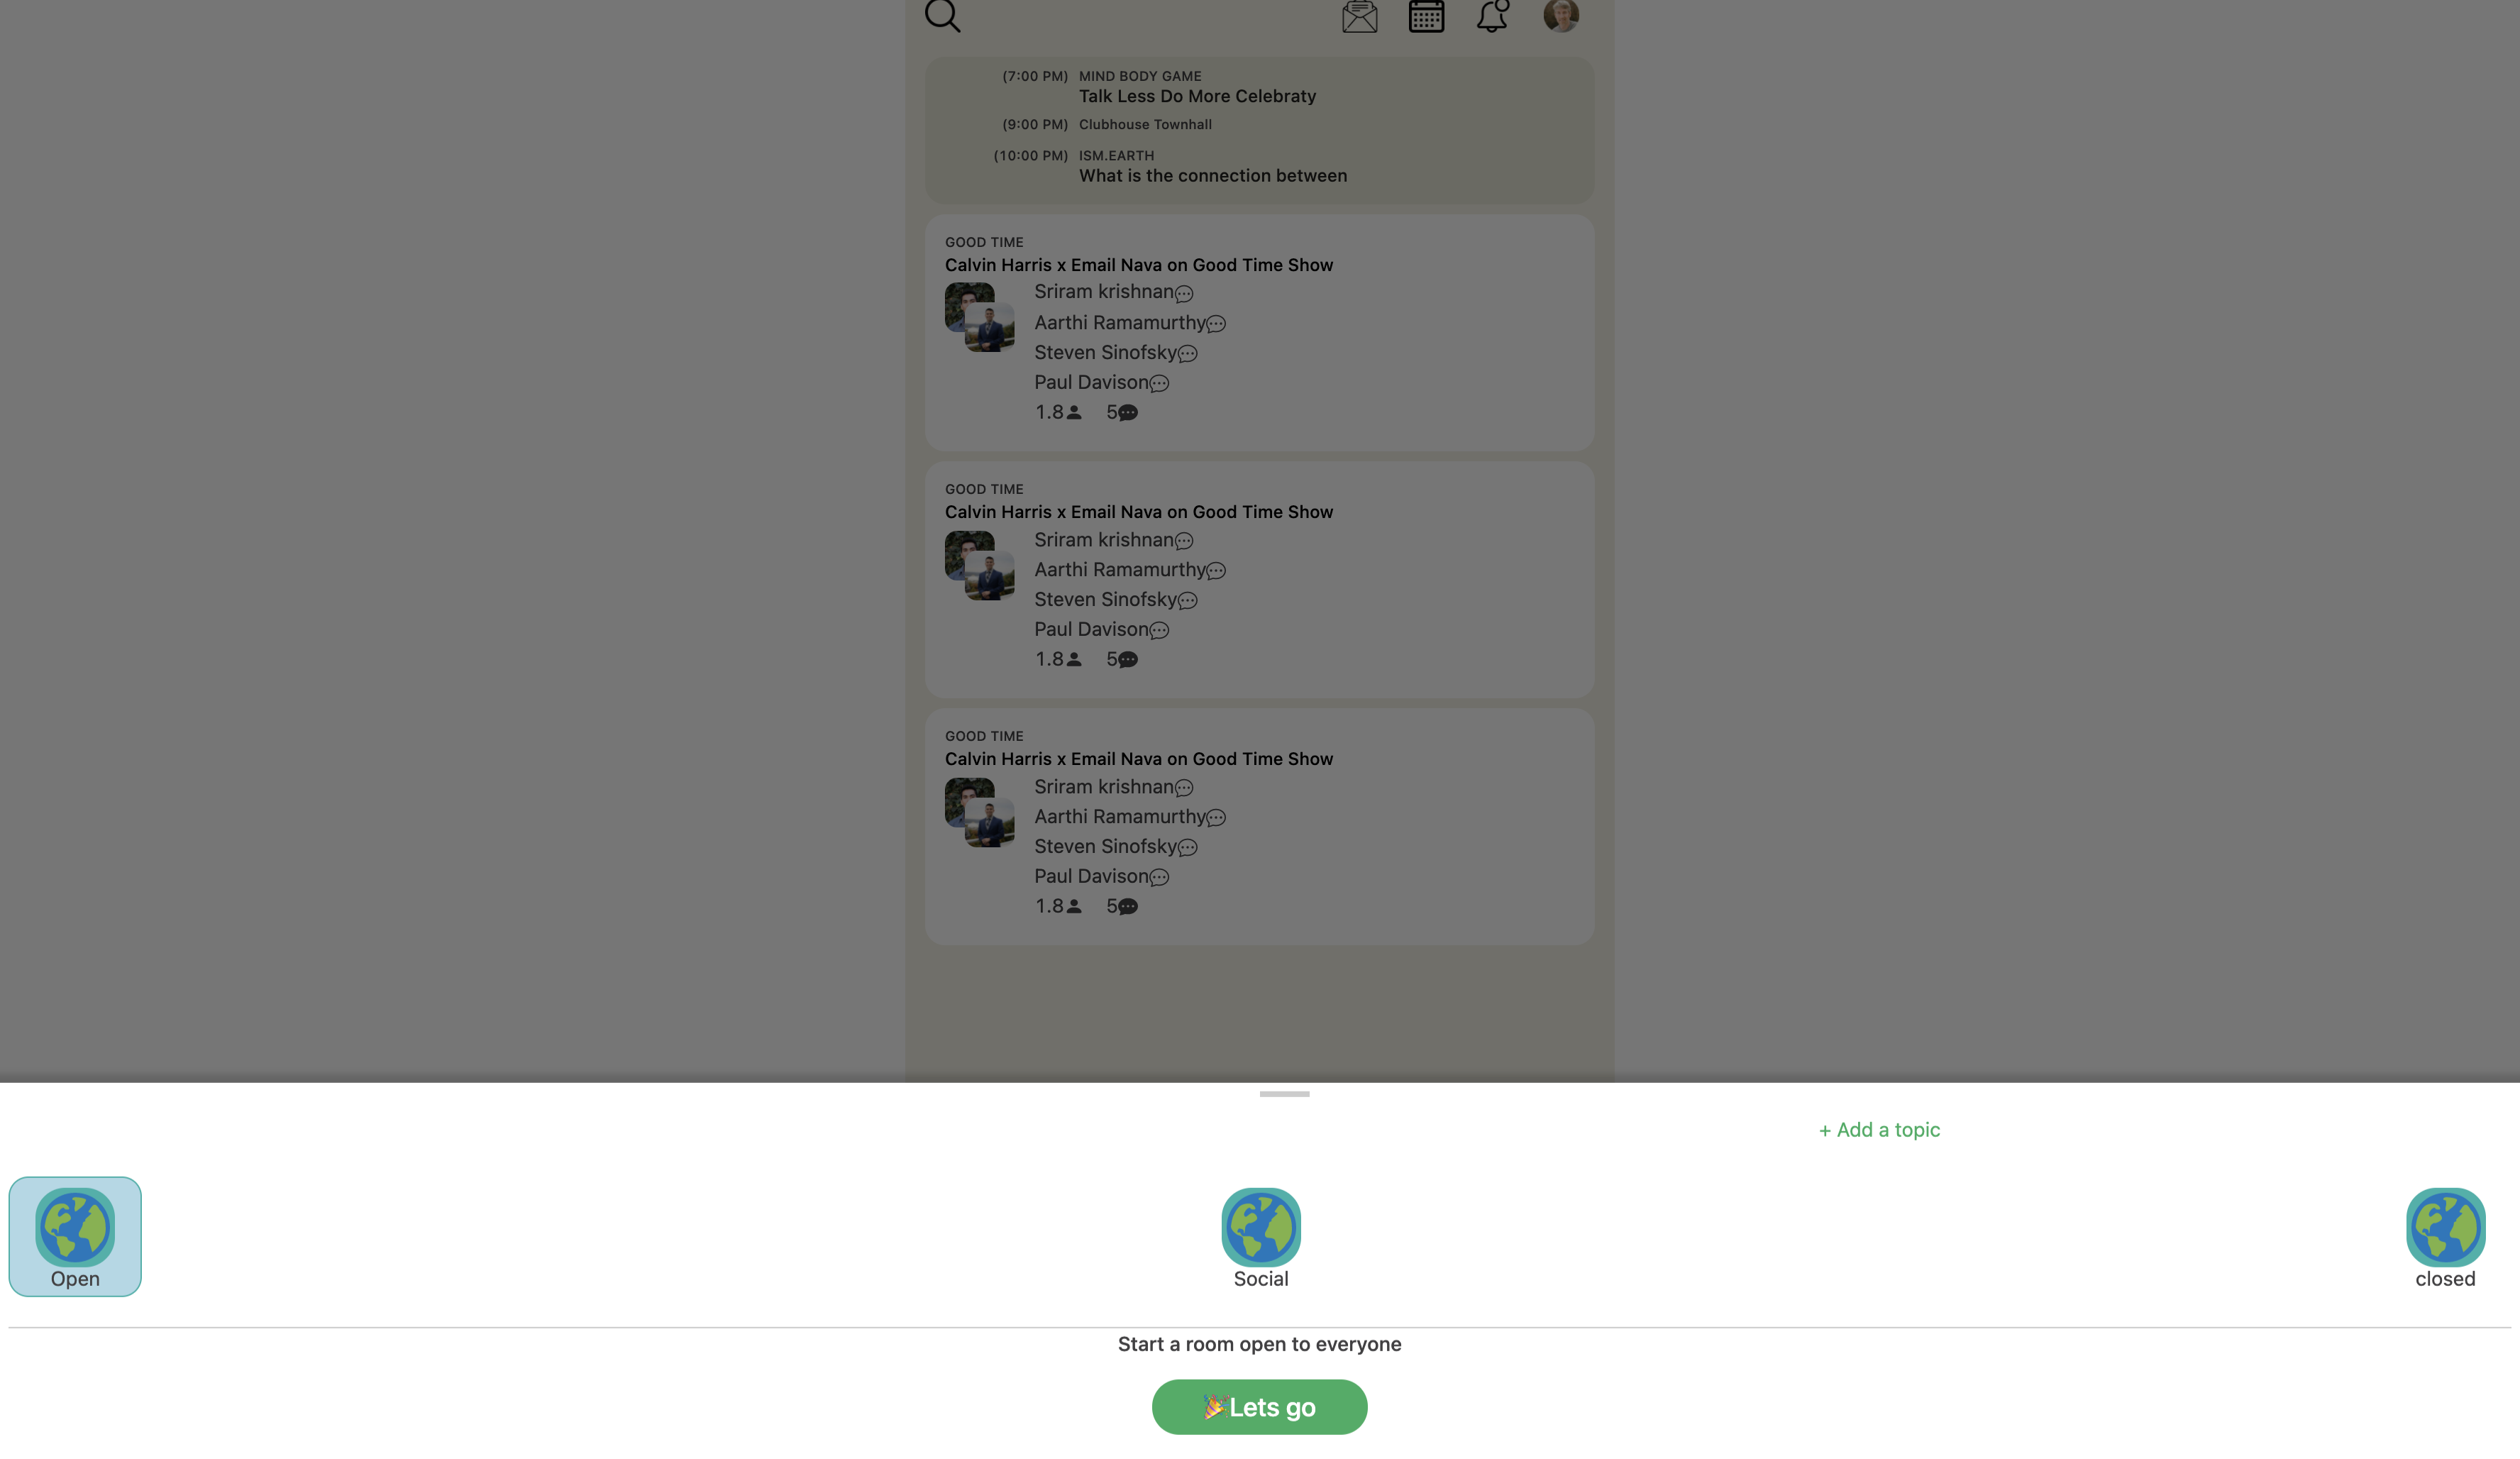 (7:00 PM) MIND BODY GAME
Talk Less Do More Celebraty
(9:00 PM) Clubhouse Townhall
(10:00 PM) ISM.EARTH
What is the connection between
GOOD TIME
Calvin Harris x Email Nava on Good Time Show
Sriram krishnan
Aarthi Ramamurthy
Steven Sinofsky
Paul Davison
1.8 5
GOOD TIME
Calvin Harris x Email Nava on Good Time Show
Sriram krishnan
Aarthi Ramamurthy
Steven Sinofsky
Paul Davison
1.8 5
GOOD TIME
Calvin Harris x Email Nava on Good Time Show
Sriram krishnan
Aarthi Ramamurthy
Steven Sinofsky
Paul Davison
1.8 5
+ Add a topic
Open Social closed
Start a room open to everyone
🎉Lets go